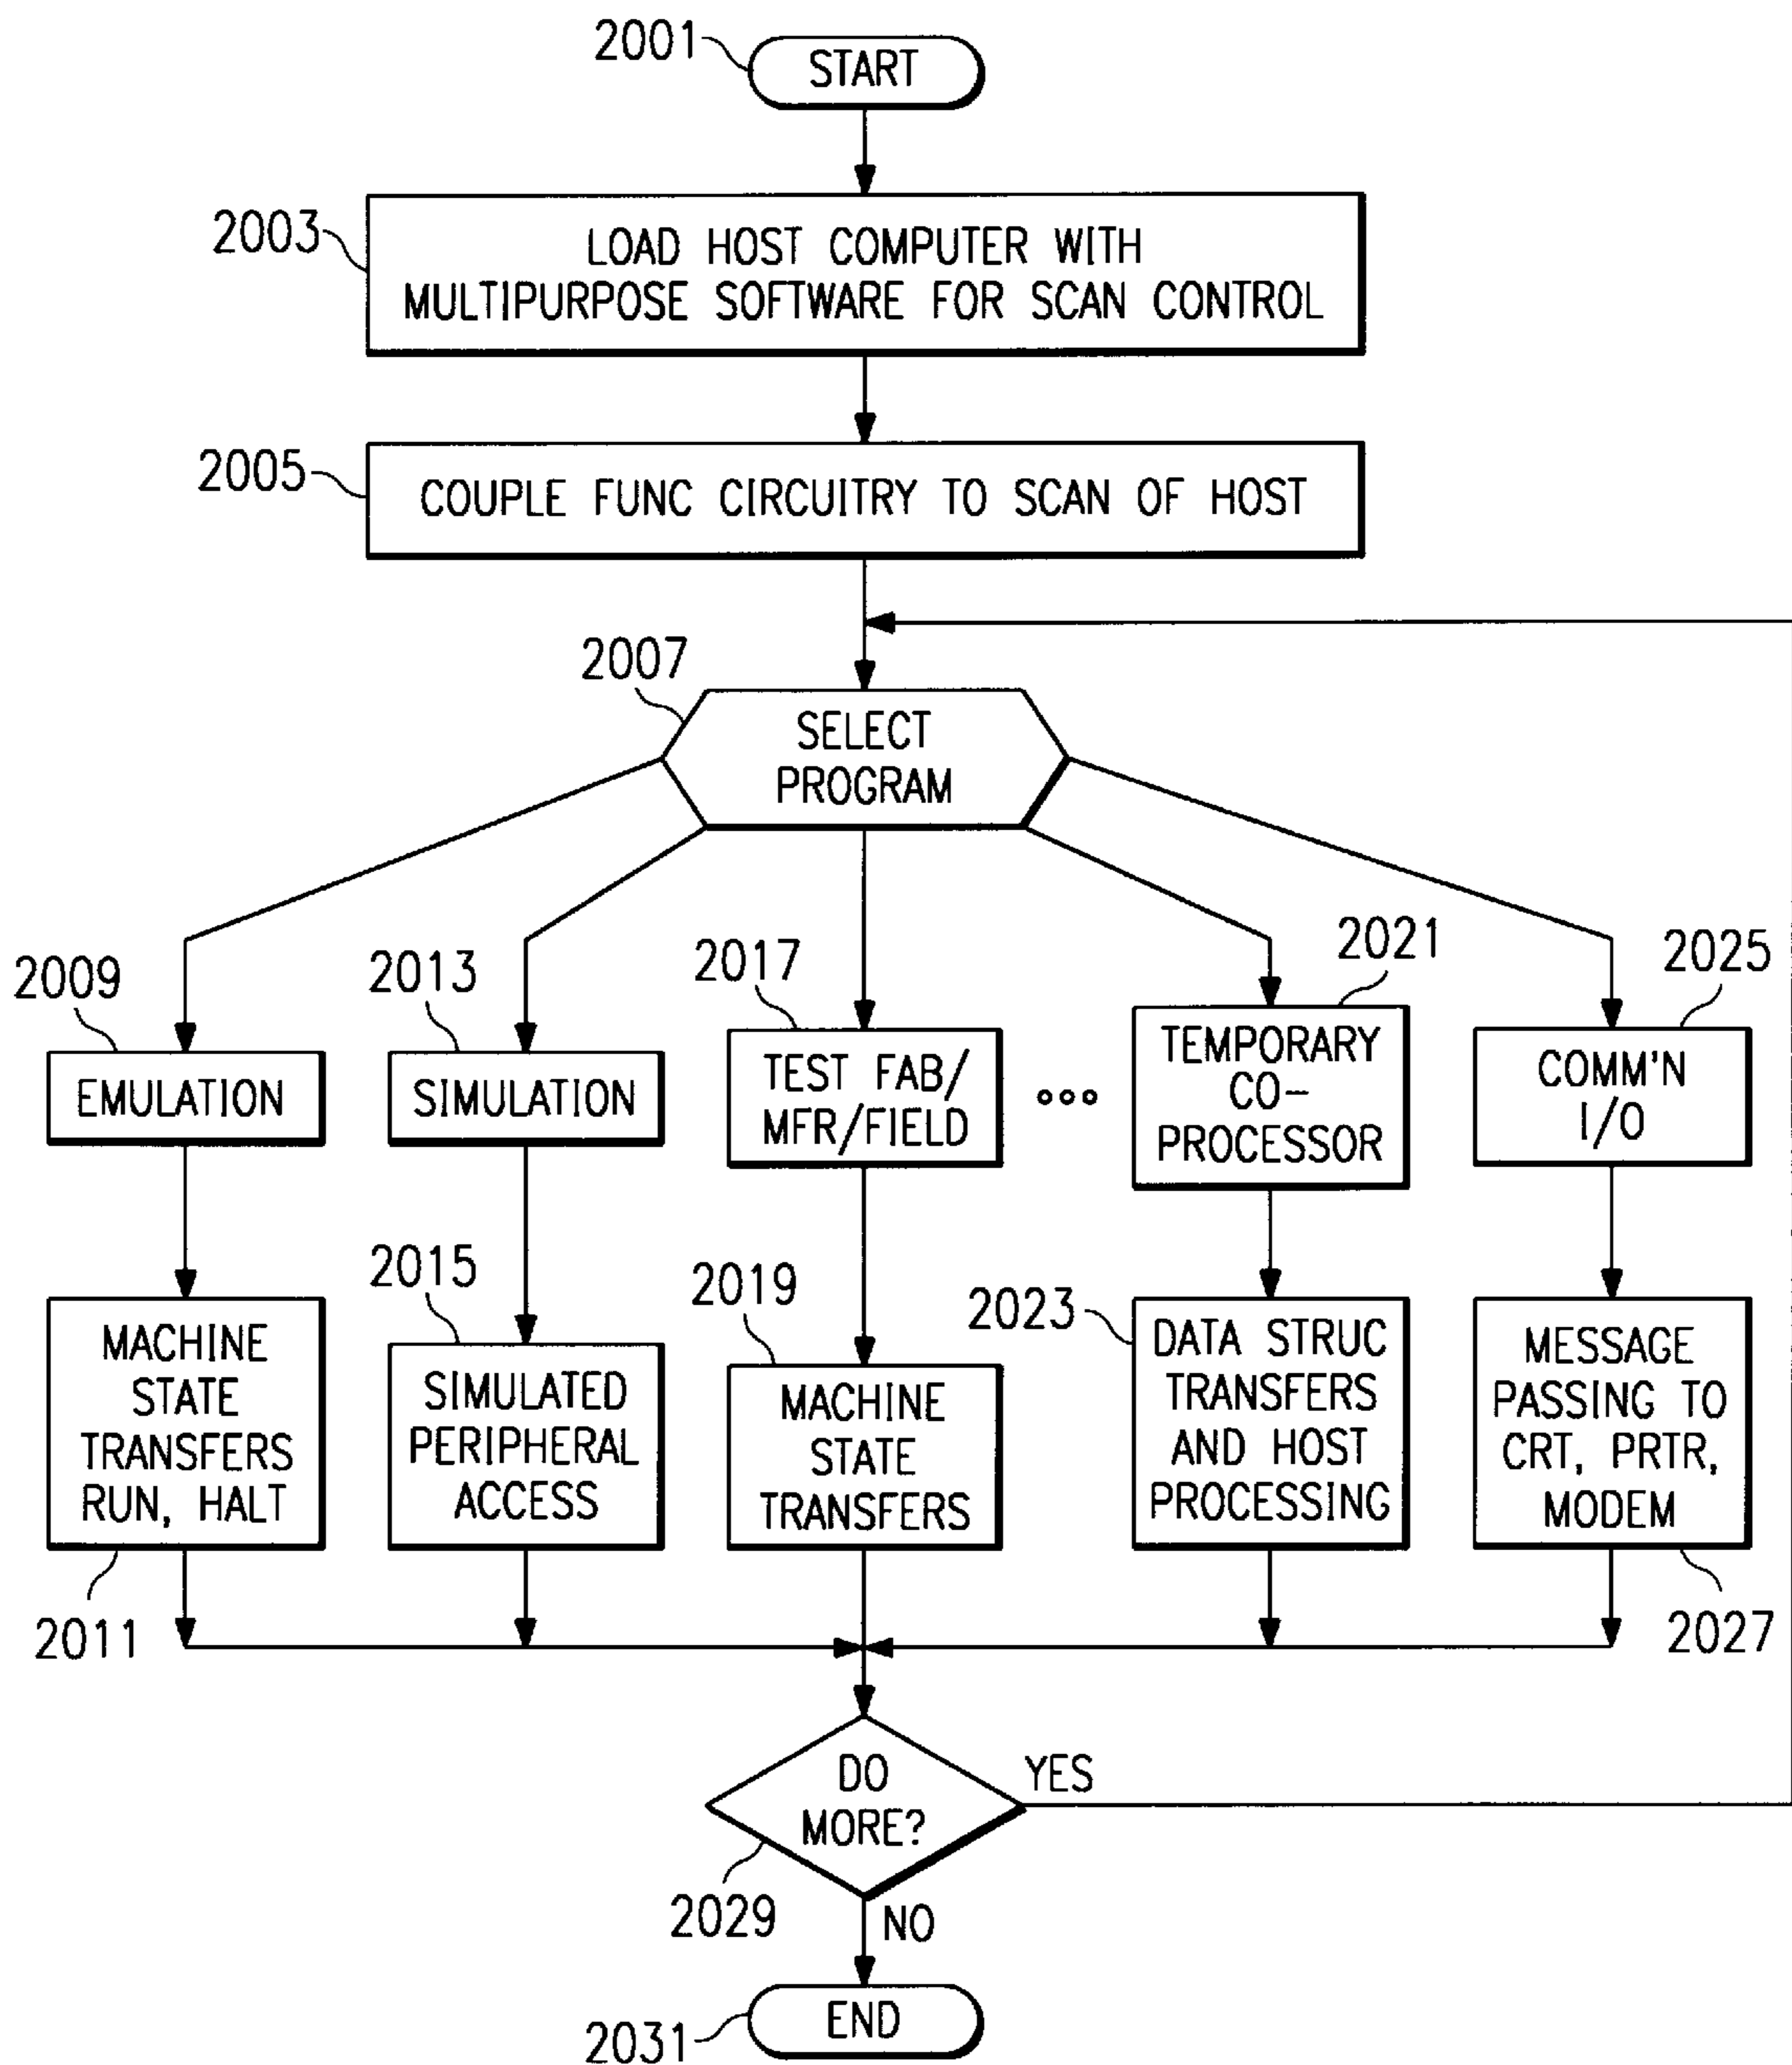 2001
START
2003
LOAD HOST COMPUTER WITH
MULTIPURPOSE SOFTWARE FOR SCAN CONTROL
2005
COUPLE FUNC CIRCUITRY TO SCAN OF HOST
2007
SELECT
PROGRAM
2009
EMULATION
2013
SIMULATION
2017
TEST FAB/
MFR/FIELD
2021
TEMPORARY
CO-
PROCESSOR
2025
COMM'N
I/O
2011
MACHINE
STATE
TRANSFERS
RUN, HALT
2015
SIMULATED
PERIPHERAL
ACCESS
2019
MACHINE
STATE
TRANSFERS
2023
DATA STRUC
TRANSFERS
AND HOST
PROCESSING
MESSAGE
PASSING TO
CRT, PRTR,
MODEM
2027
DO
MORE?
YES
2029
NO
END
2031